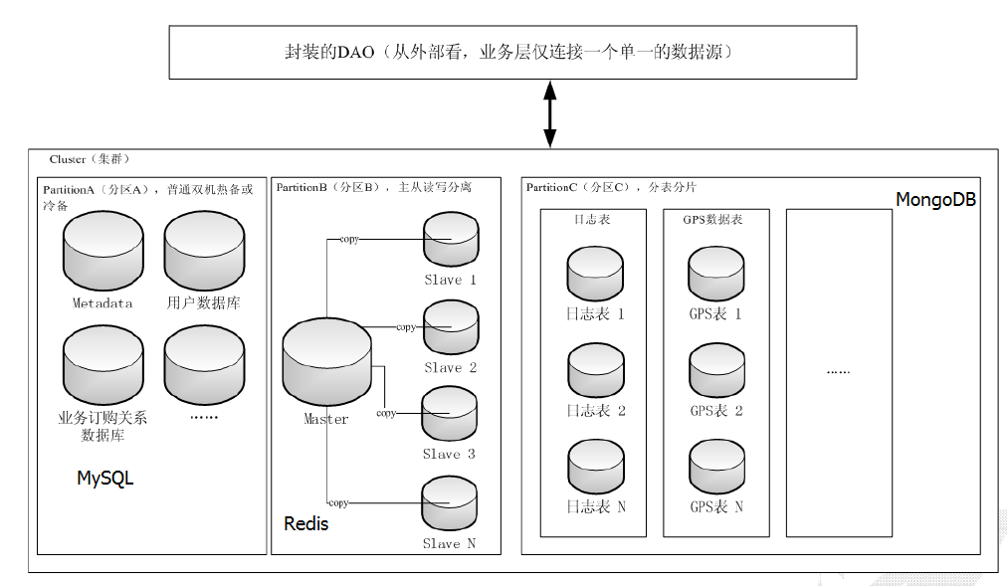 封装的DAO（从外部看，业务层仅连接一个单一的数据源）
Cluster（集群）
PartitionA（分区A），普通双机热备或
冷备
Metadata
用户数据库
业务订购关系
数据库
……
MySQL
PartitionB（分区B），主从读写分离
copy
Slave 1
copy
Slave 2
Master
copy
Slave 3
copy
Slave N
Redis
PartitionC（分区C），分表分片
MongoDB
日志表
日志表 1
日志表 2
日志表 N
GPS数据表
GPS表 1
GPS表 2
GPS表 N
……